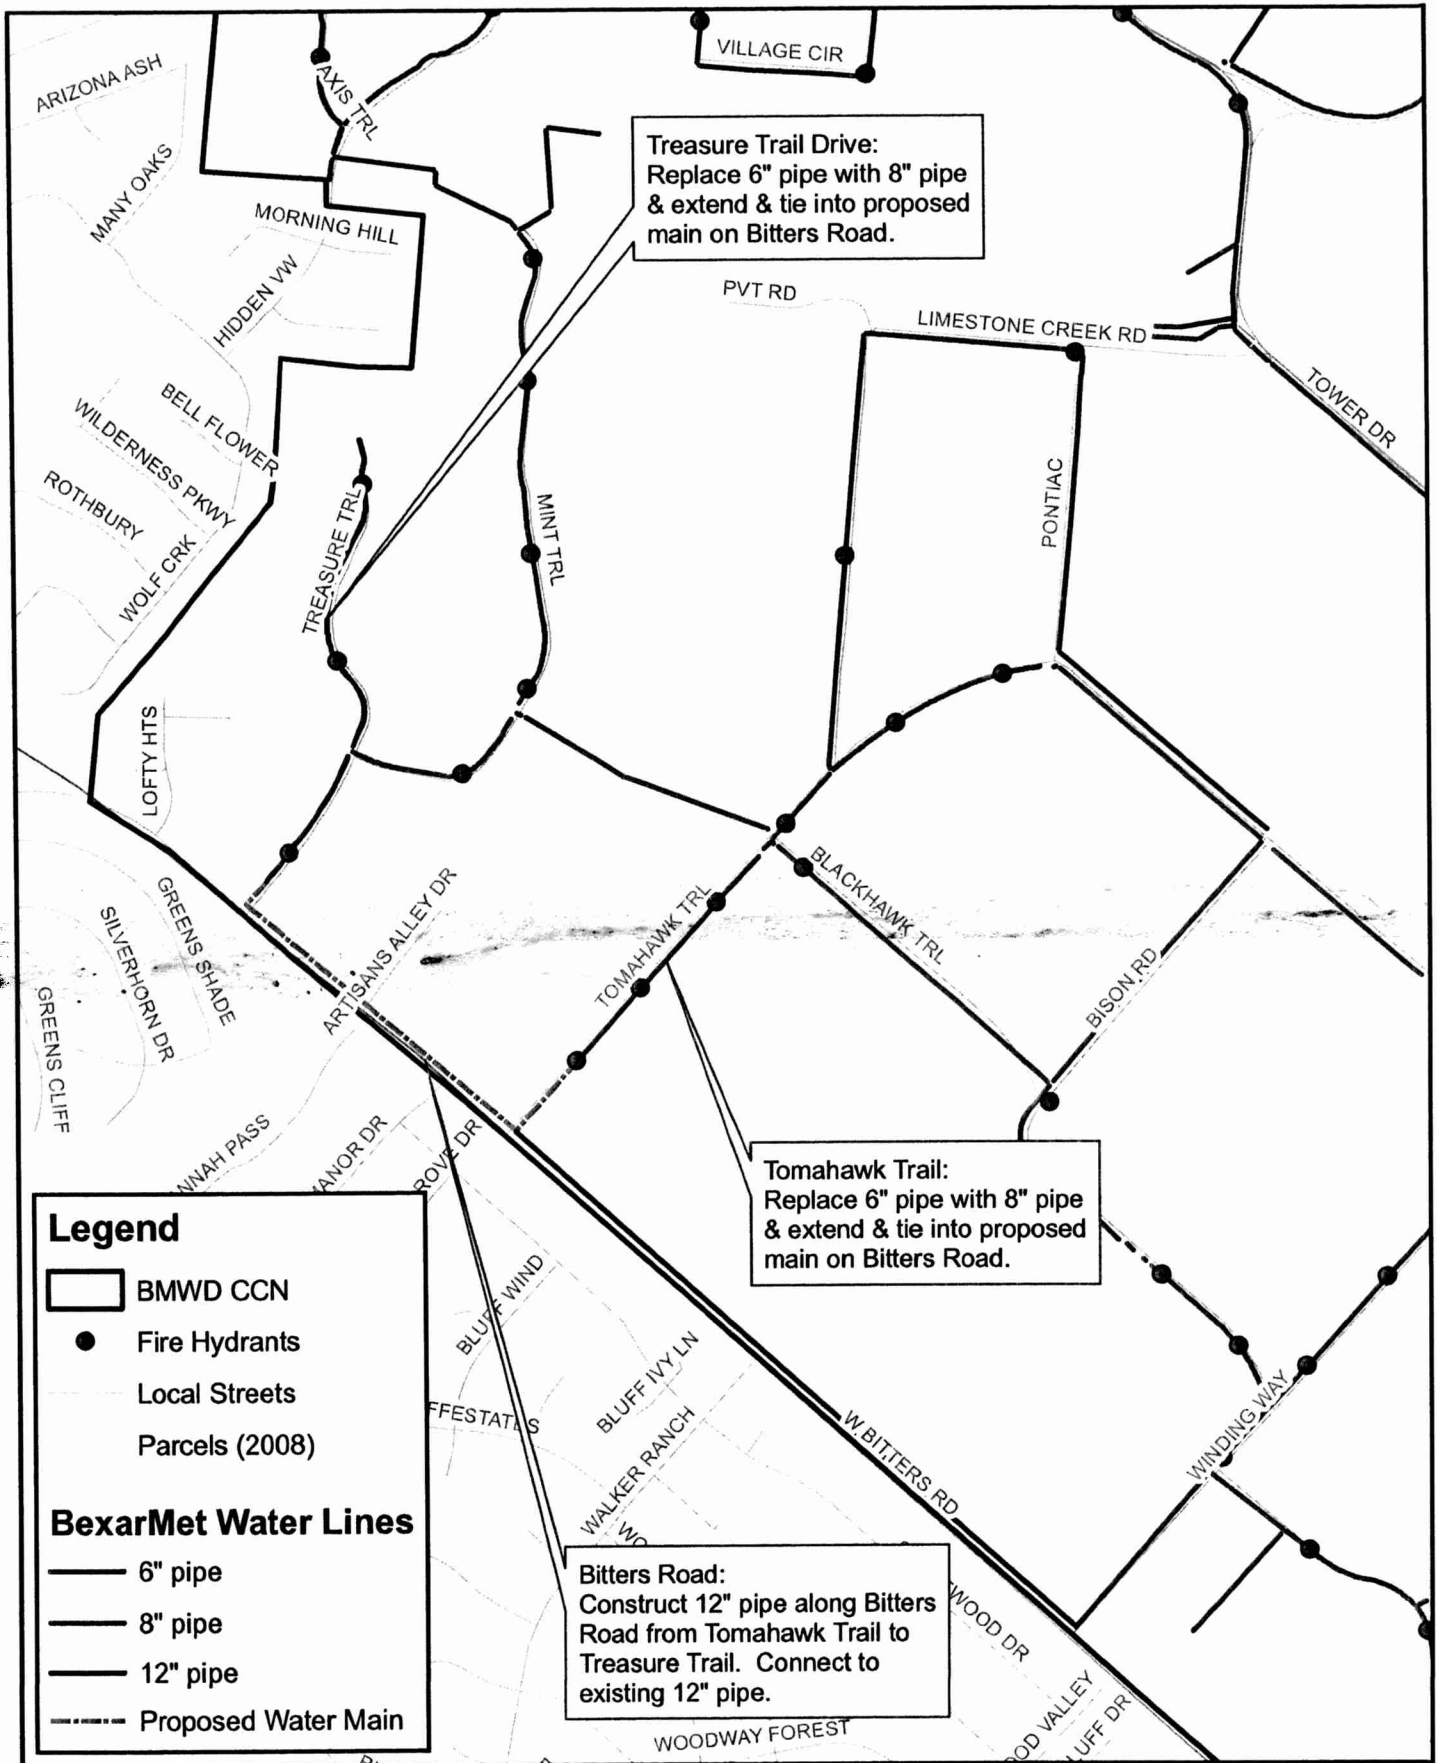 VILLAGE CIR
ARIZONA ASH
AXIS TRL
Treasure Trail Drive:
Replace 6" pipe with 8" pipe
& extend & tie into proposed
main on Bitters Road.
MANY OAKS
MORNING HILL
HIDDEN VW
PVT RD
LIMESTONE CREEK RD
TOWER DR
BELL FLOWER
WILDERNESS PKWY
ROTHBURY
WOLF CRK
TREASURE TRL
MINT TRL
PONTIAC
LOFTY HTS
GREENS SHADE
SILVERHORN DR
GREENS CLIFF
ARTISANS ALLEY DR
TOMAHAWK TRL
BLACKHAWK TRL
BISON RD
NNAH PASS
MANOR DR
ROVE DR
Tomahawk Trail:
Replace 6" pipe with 8" pipe
& extend & tie into proposed
main on Bitters Road.
Legend
BMWD CCN
Fire Hydrants
Local Streets
Parcels (2008)
BexarMet Water Lines
6" pipe
8" pipe
12" pipe
Proposed Water Main
BLUFF WIND
BLUFF IVY LN
FFESTATES
WALKER RANCH
WO
W. BITTERS RD
WINDING WAY
Bitters Road:
Construct 12" pipe along Bitters
Road from Tomahawk Trail to
Treasure Trail. Connect to
existing 12" pipe.
WOOD DR
OOD VALLEY
LUFF DR
WOODWAY FOREST